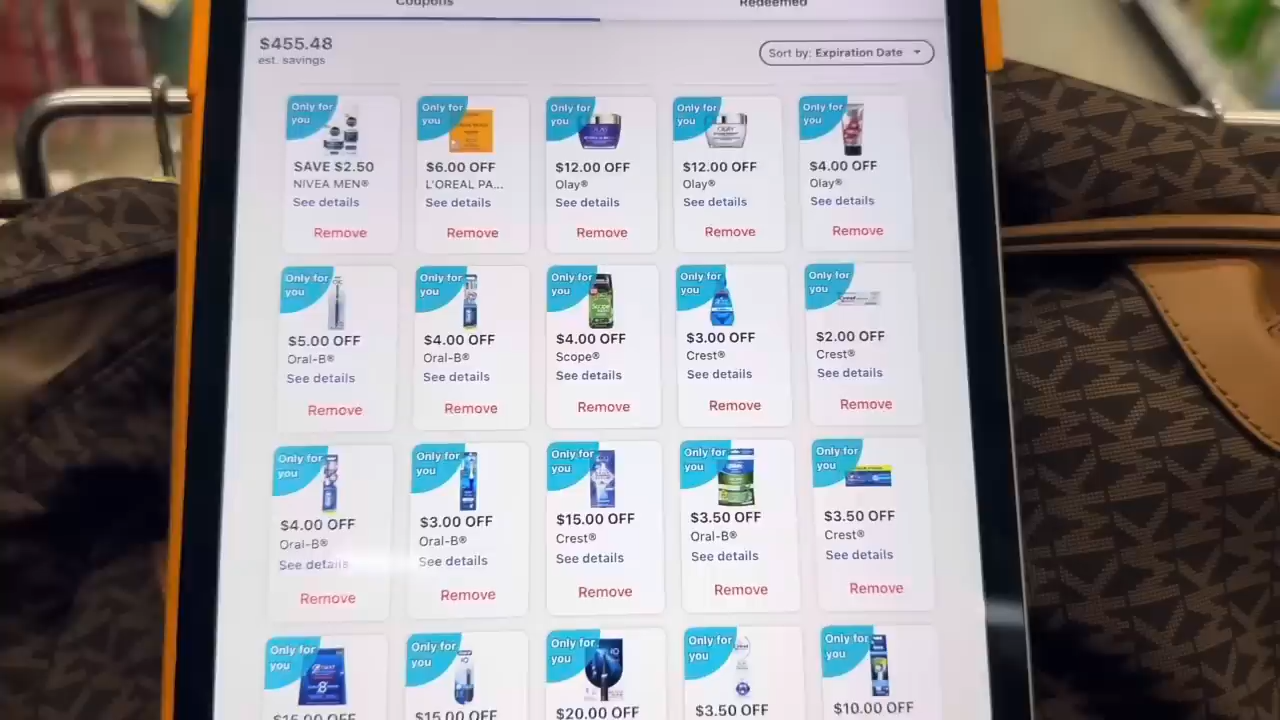 Coupons
Redeemed
$455.48
est. savings
Sort by: Expiration Date
Only for you
SAVE $2.50
NIVEA MEN®
See details
Remove
Only for you
$6.00 OFF
L'OREAL PA...
See details
Remove
Only for you
OLAY
$12.00 OFF
Olay®
See details
Remove
Only for you
OLAY
$12.00 OFF
Olay®
See details
Remove
Only for you
$4.00 OFF
Olay®
See details
Remove
Only for you
$5.00 OFF
Oral-B®
See details
Remove
Only for you
$4.00 OFF
Oral-B®
See details
Remove
Only for you
Scope
$4.00 OFF
Scope®
See details
Remove
Only for you
$3.00 OFF
Crest®
See details
Remove
Only for you
$2.00 OFF
Crest®
See details
Remove
Only for you
$4.00 OFF
Oral-B®
See details
Remove
Only for you
$3.00 OFF
Oral-B®
See details
Remove
Only for you
$15.00 OFF
Crest®
See details
Remove
Only for you
$3.50 OFF
Oral-B®
See details
Remove
Only for you
$3.50 OFF
Crest®
See details
Remove
Only for you
$15.00 OFF
Only for you
$15.00 OFF
Only for you
iO
$20.00 OFF
Only for you
$3.50 OFF
Only for you
$10.00 OFF